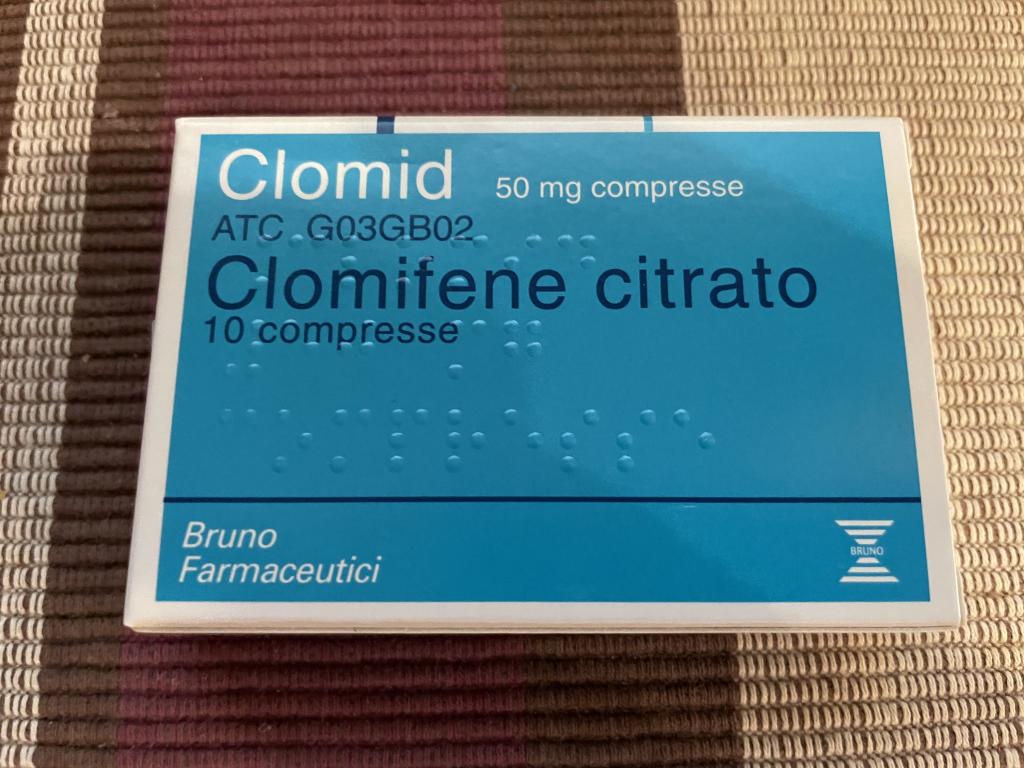 Clomid 50 mg compresse
ATC G03GB02
Clomifene citrato
10 compresse
Bruno
Farmaceutici
BRUNO